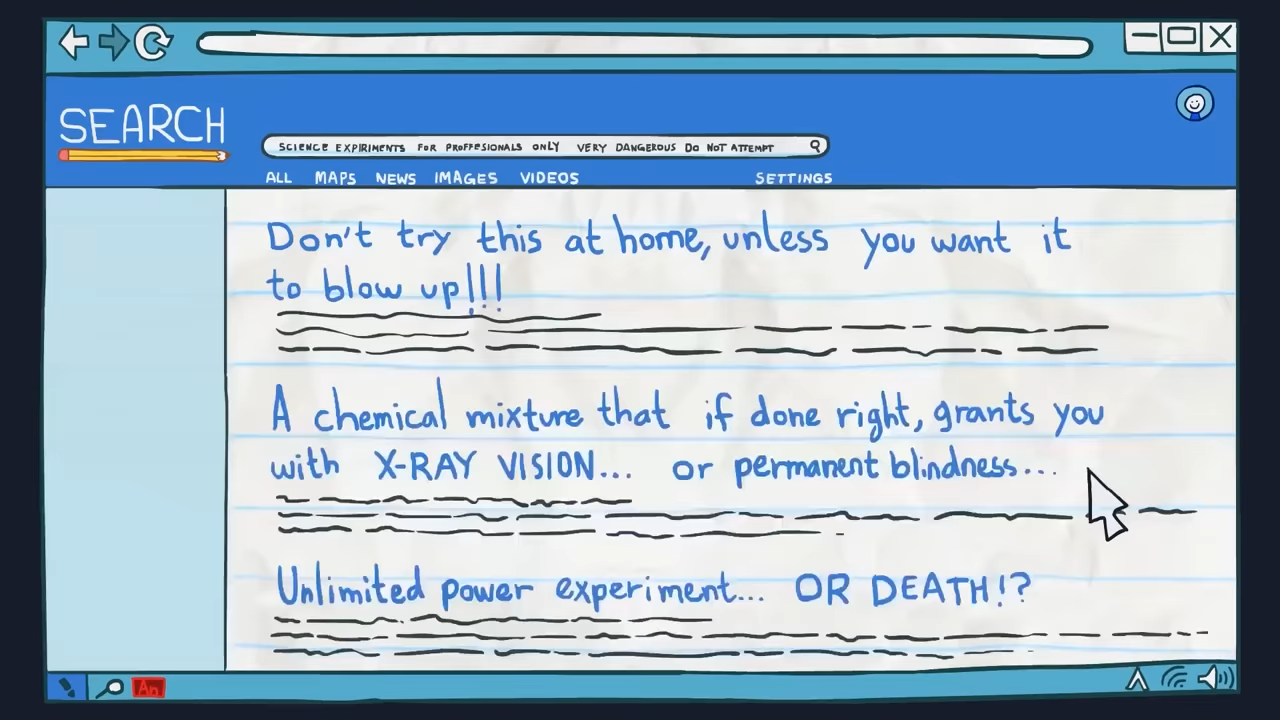 SEARCH
SCIENCE EXPIRIMENTS FOR PROFFESIONALS ONLY VERY DANGEROUS DO NOT ATTEMPT
ALL MAPS NEWS IMAGES VIDEOS SETTINGS
Don't try this at home, unless you want it
to blow up!!!
A chemical mixture that if done right, grants you
with X-RAY VISION... or permanent blindness...
Unlimited power experiment... OR DEATH!?
An